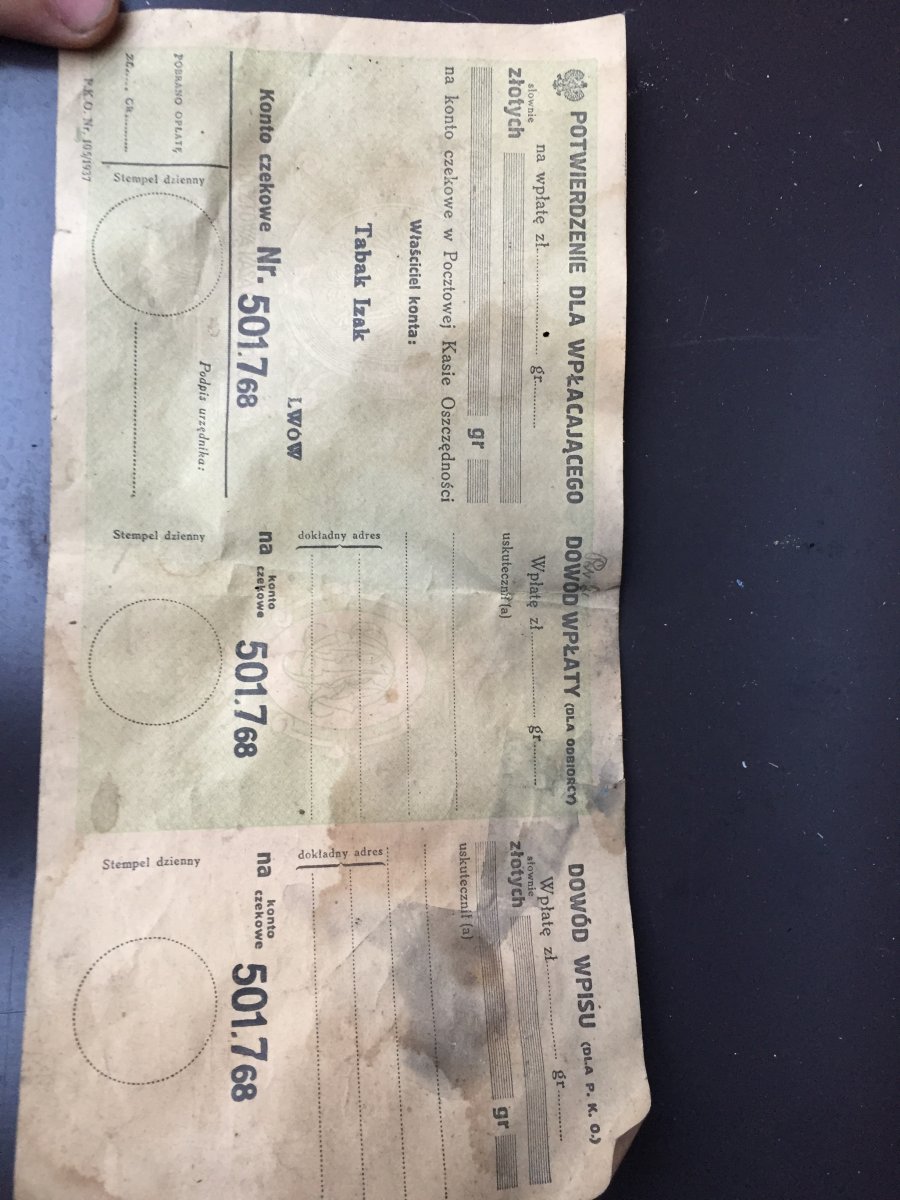 POTWIERDZENIE DLA WPŁACAJĄCEGO
na wpłatę zł............ gr..........
słownie
złotych
gr
na konto czekowe w Pocztowej Kasie Oszczędności
Właściciel konta:
Tabak Izak
LWÓW
Konto czekowe Nr. 501.768
POBRANO OPŁATĘ
Stempel dzienny
Podpis urzędnika:
P.K.O. Nr. 105/1937
DOWÓD WPŁATY (DLA ODBIORCY)
Wpłatę zł............ gr..........
uskutecznił(a)
dokładny adres
na konto czekowe 501.768
Stempel dzienny
DOWÓD WPISU (DLA P. K. O.)
Wpłatę zł............ gr..........
słownie
złotych
gr
uskutecznił(a)
dokładny adres
na konto czekowe 501.768
Stempel dzienny